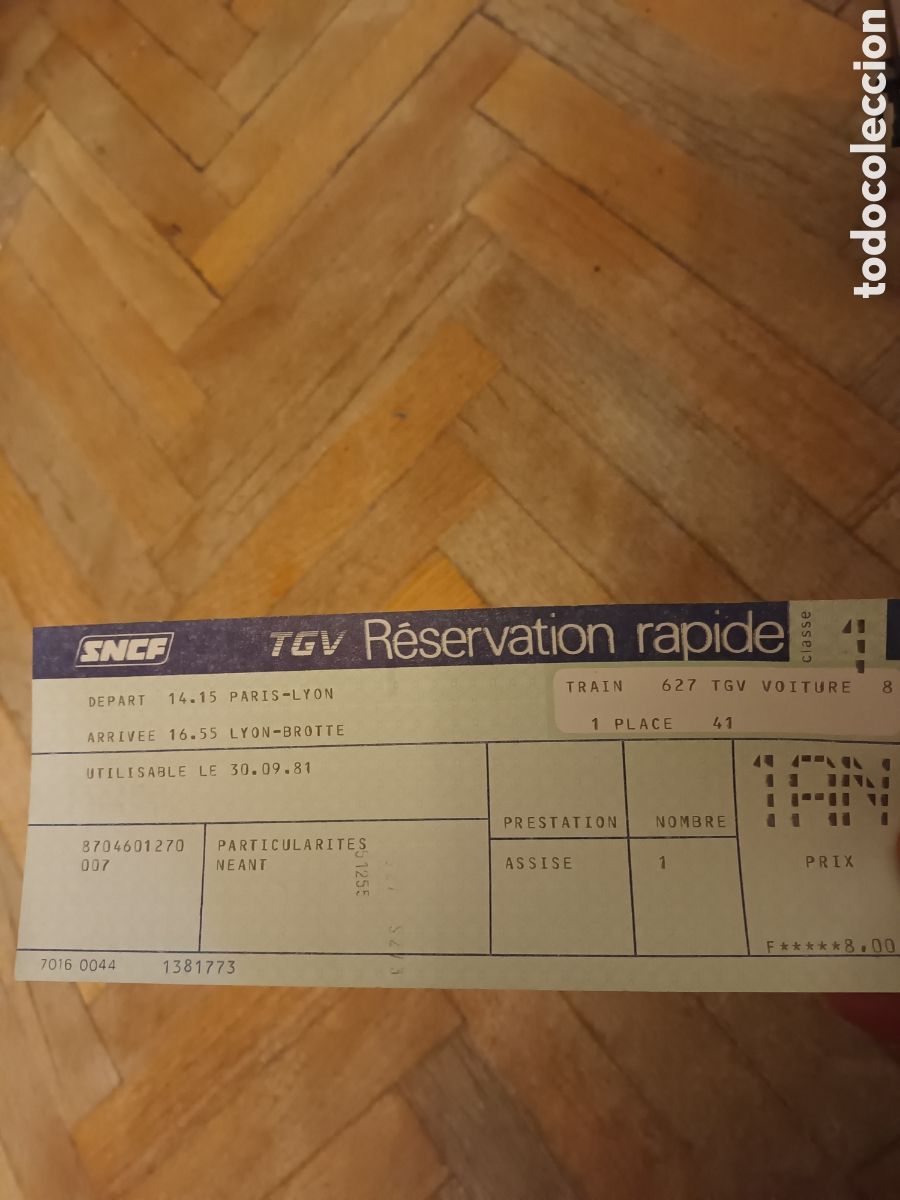 todocoleccion
SNCF TGV Réservation rapide classe 1
DEPART 14.15 PARIS-LYON
TRAIN 627 TGV VOITURE 8
ARRIVEE 16.55 LYON-BROTTE
1 PLACE 41
UTILISABLE LE 30.09.81
1AN
PRESTATION NOMBRE
8704601270 PARTICULARITES
007 NEANT
ASSISE 1 PRIX
F*****8.00
7016 0044 1381773